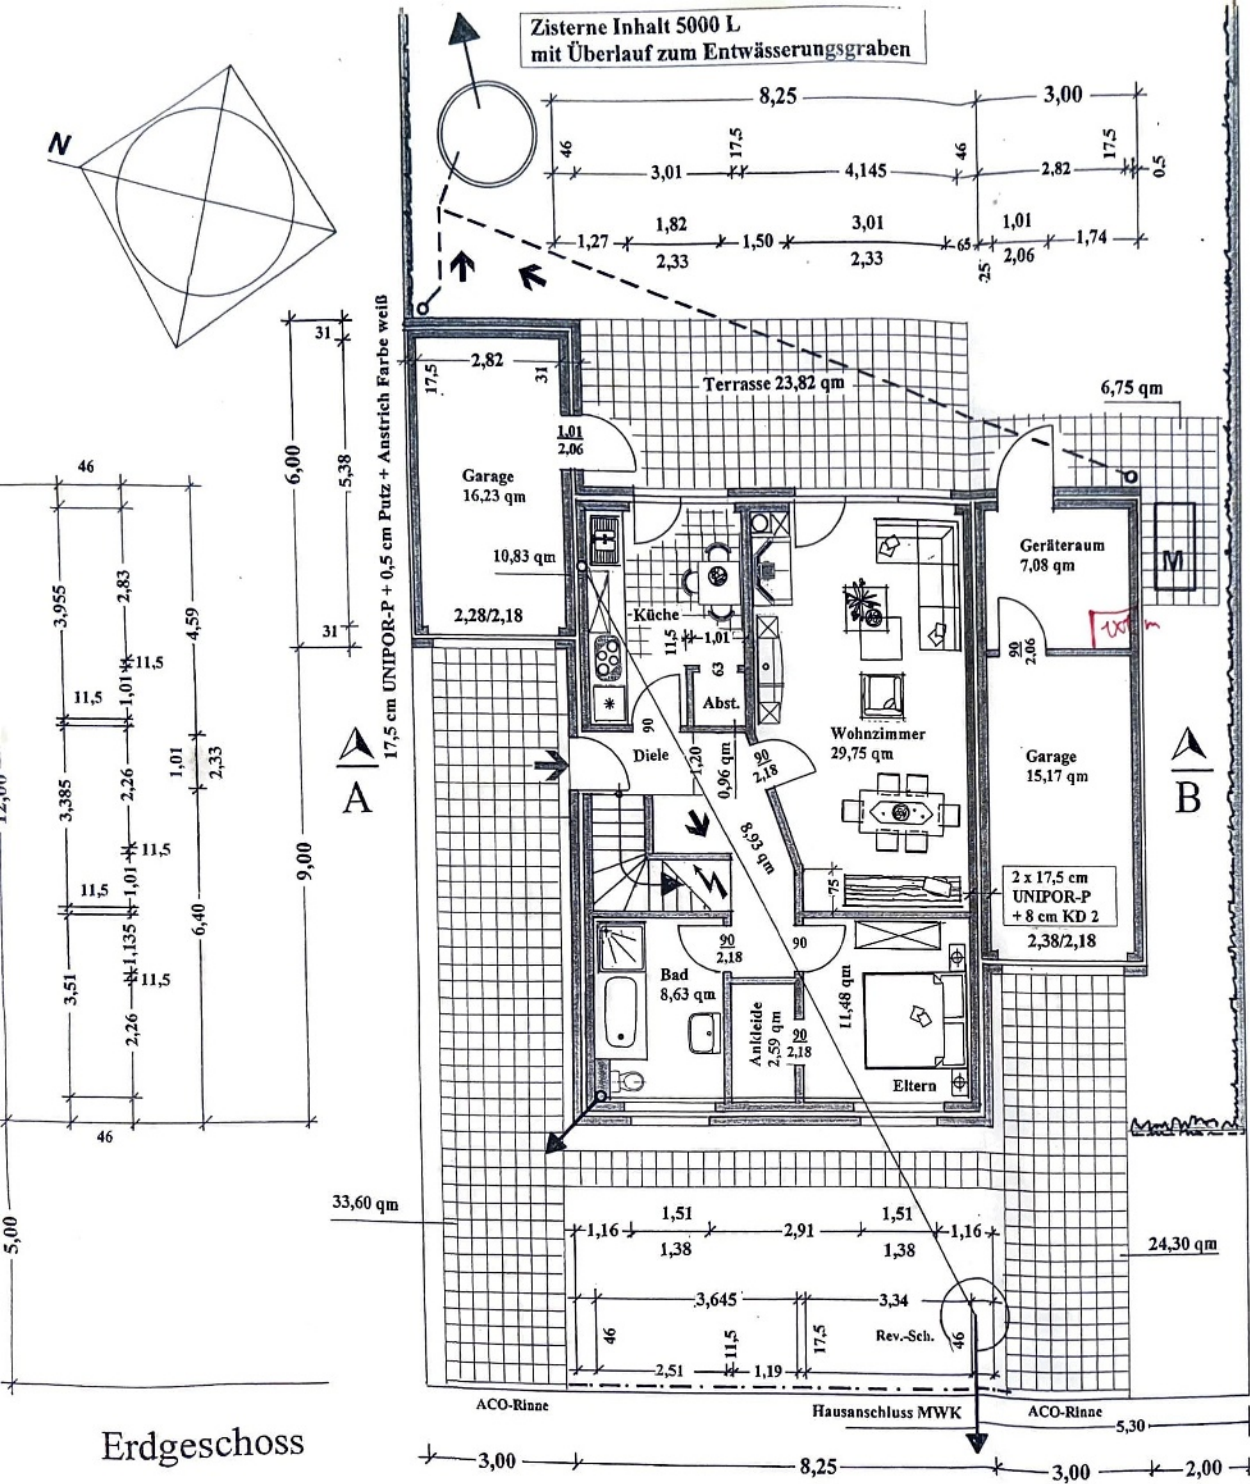 Zisterne Inhalt 5000 L
mit Überlauf zum Entwässerungsgraben
N
8,25
3,00
46
17,5
46
17,5
0,5
3,01
4,145
2,82
1,82
3,01
1,01
1,27
1,50
65
1,74
2,33
2,33
25
2,06
31
2,82
17,5
31
Terrasse 23,82 qm
6,75 qm
1,01
2,06
6,00
5,38
Garage
16,23 qm
46
17,5 cm UNIPOR-P + 0,5 cm Putz + Anstrich Farbe weiß
10,83 qm
Geräteraum
7,08 qm
M
3,955
2,83
4,59
2,28/2,18
Küche
31
11,5
1,01
90
2,06
11,5
63
1,01
11,5
Abst.
90
Wohnzimmer
29,75 qm
Diele
1,20
0,96 qm
90
2,18
Garage
15,17 qm
A
B
1,01
2,33
3,385
2,26
9,00
8,93 qm
11,5
11,5
1,01
75
2 x 17,5 cm
UNIPOR-P
+ 8 cm KD 2
2,38/2,18
6,40
1,135
90
2,18
90
Bad
8,63 qm
11,5
3,51
2,26
11,48 qm
Ankleide
2,59 qm
90
2,18
Eltern
46
33,60 qm
5,00
1,51
1,51
1,16
2,91
1,16
1,38
1,38
24,30 qm
3,645
3,34
46
11,5
17,5
Rev.-Sch.
46
2,51
1,19
ACO-Rinne
Hausanschluss MWK
ACO-Rinne
5,30
Erdgeschoss
3,00
8,25
3,00
2,00